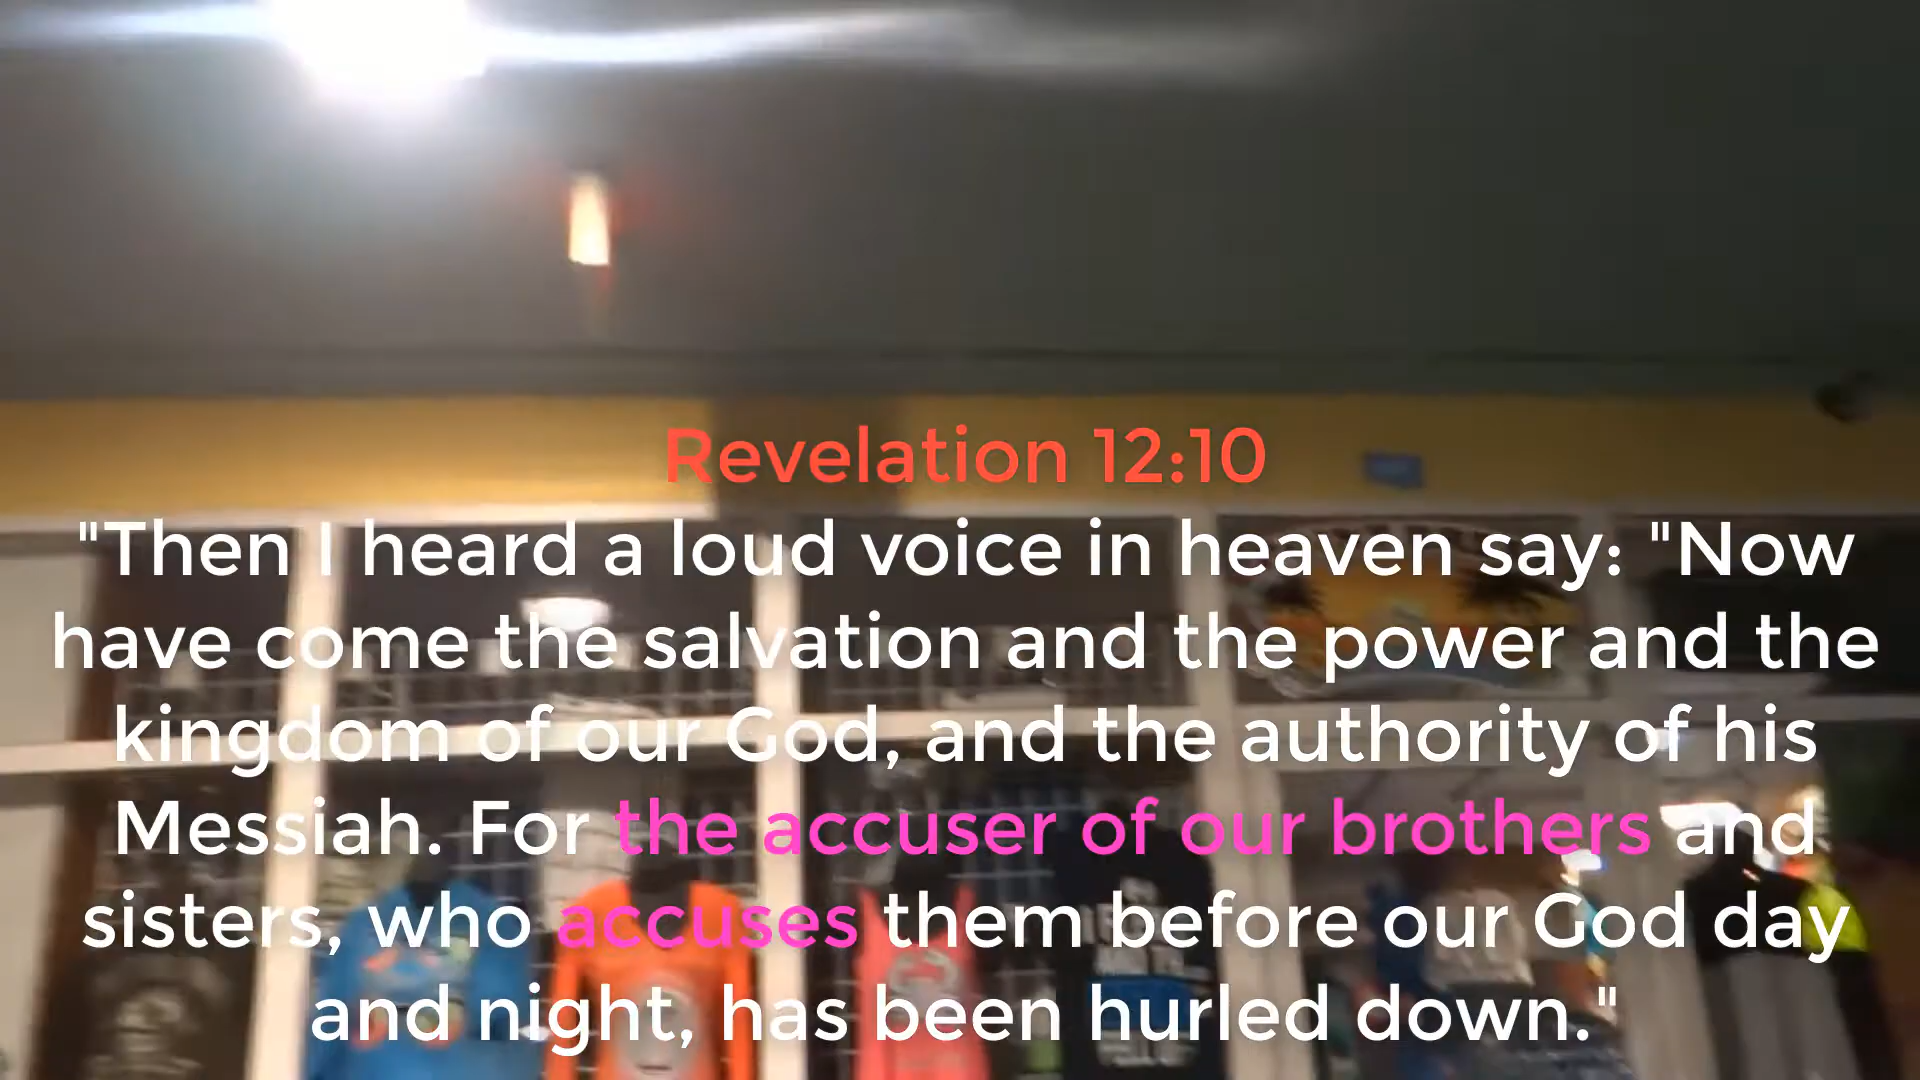 Revelation 12:10
"Then I heard a loud voice in heaven say: "Now
have come the salvation and the power and the
kingdom of our God, and the authority of his
Messiah. For the accuser of our brothers and
sisters, who accuses them before our God day
and night, has been hurled down."